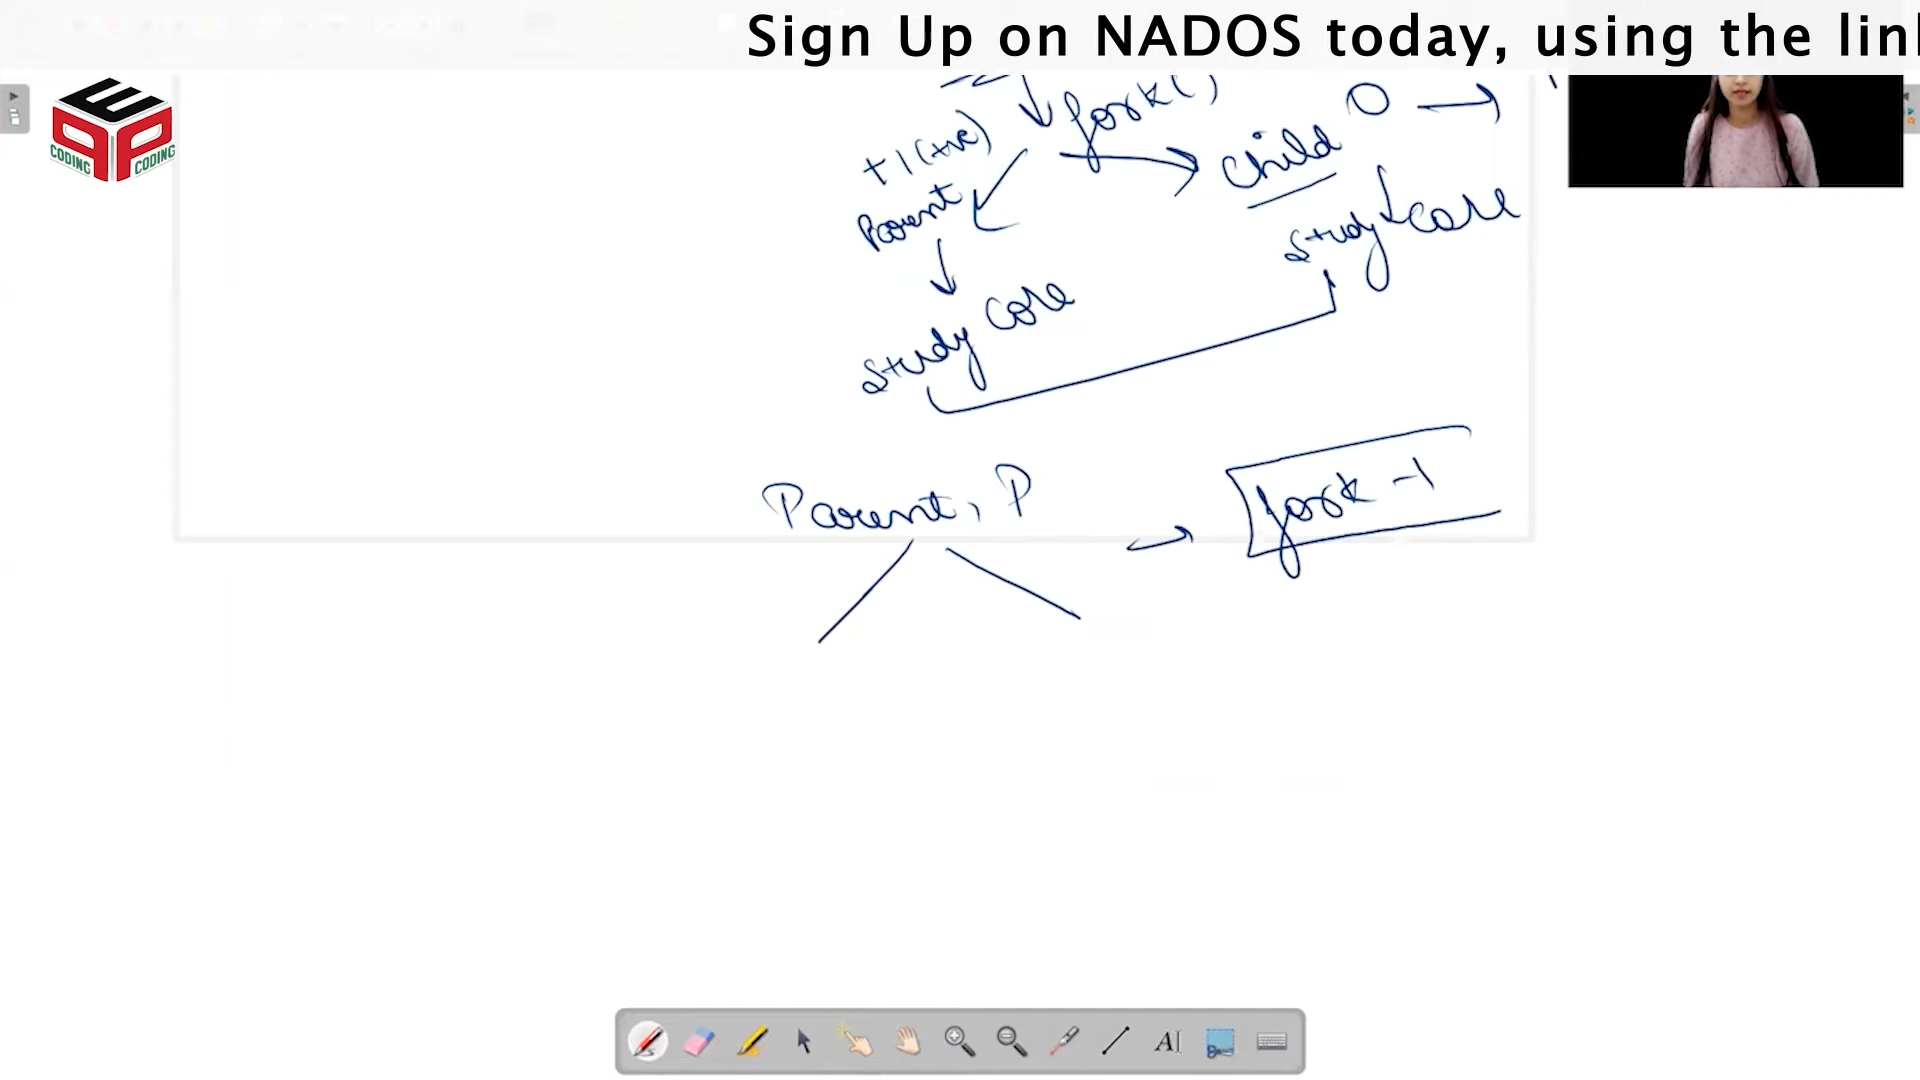 Sign Up on NADOS today, using the lin
CODING CODING
fork()
0
+1(+ve)
child
Parent
study core
study core
Parent, P
fork -1
AI